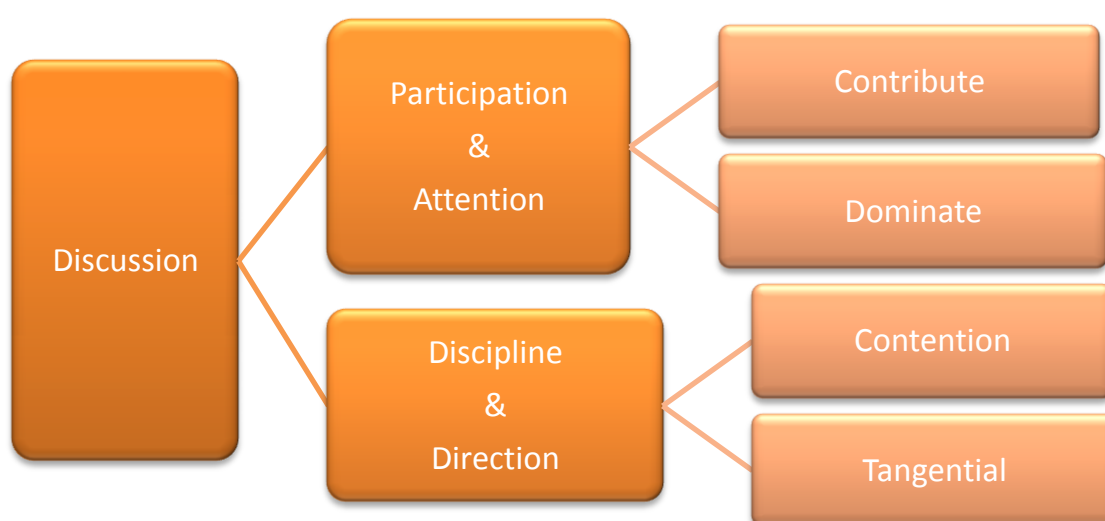 Discussion
Participation
&
Attention
Contribute
Dominate
Discipline
&
Direction
Contention
Tangential